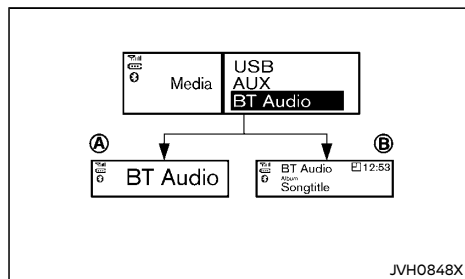 Media
USB
AUX
BT Audio
A
B
BT Audio
BT Audio 12:53
Album
Songtitle
JVH0848X